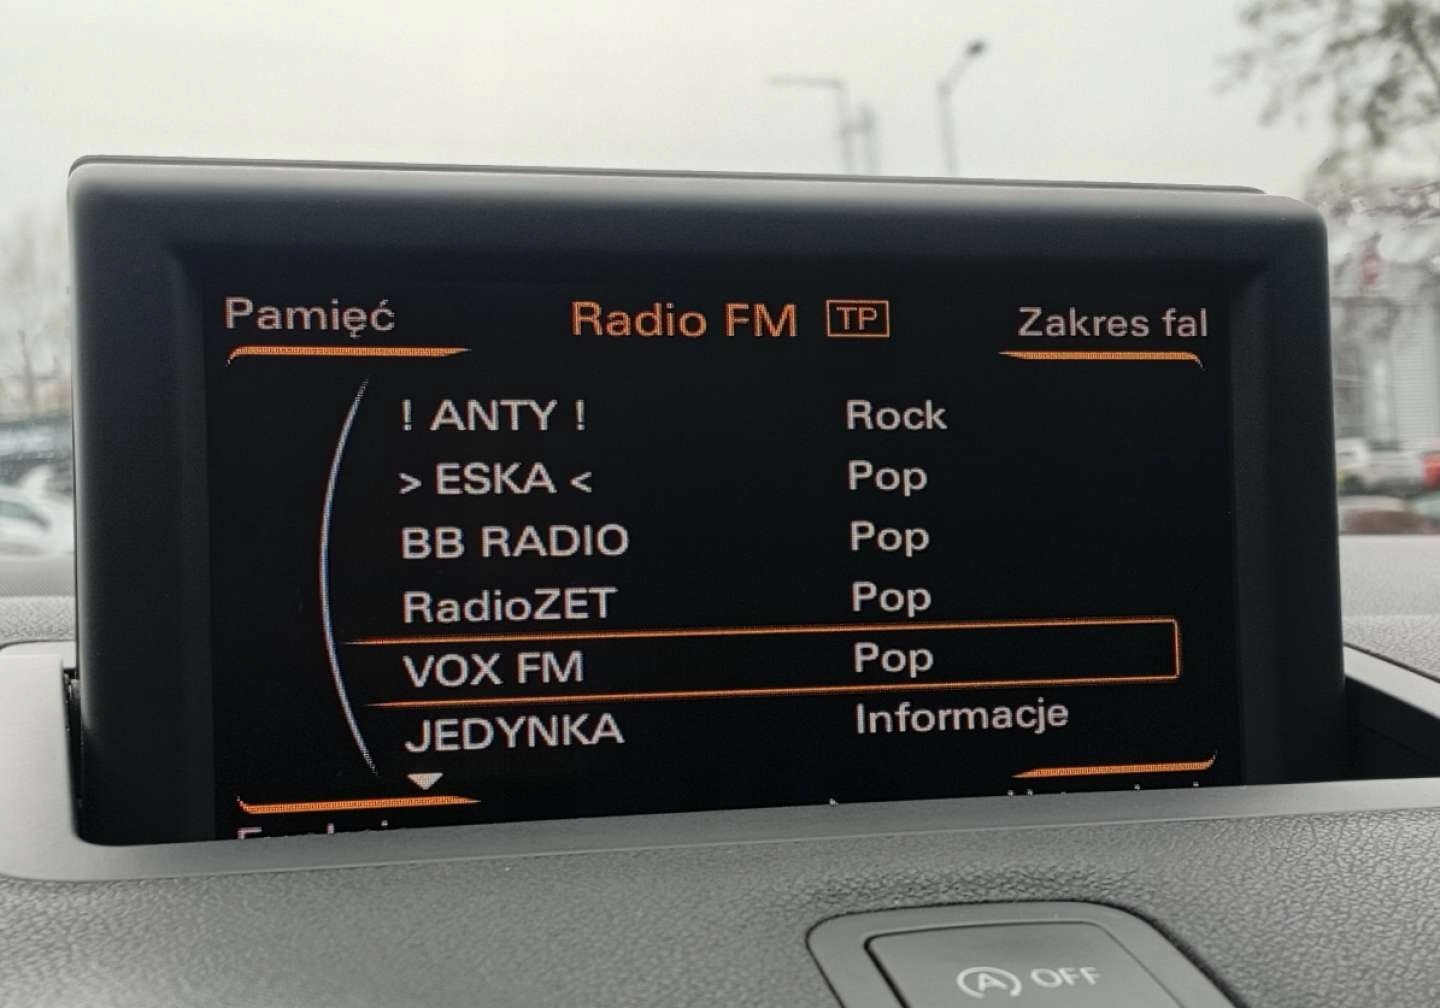 Pamięć Radio FM TP Zakres fal
! ANTY ! Rock
> ESKA < Pop
BB RADIO Pop
RadioZET Pop
VOX FM Pop
JEDYNKA Informacje
A OFF